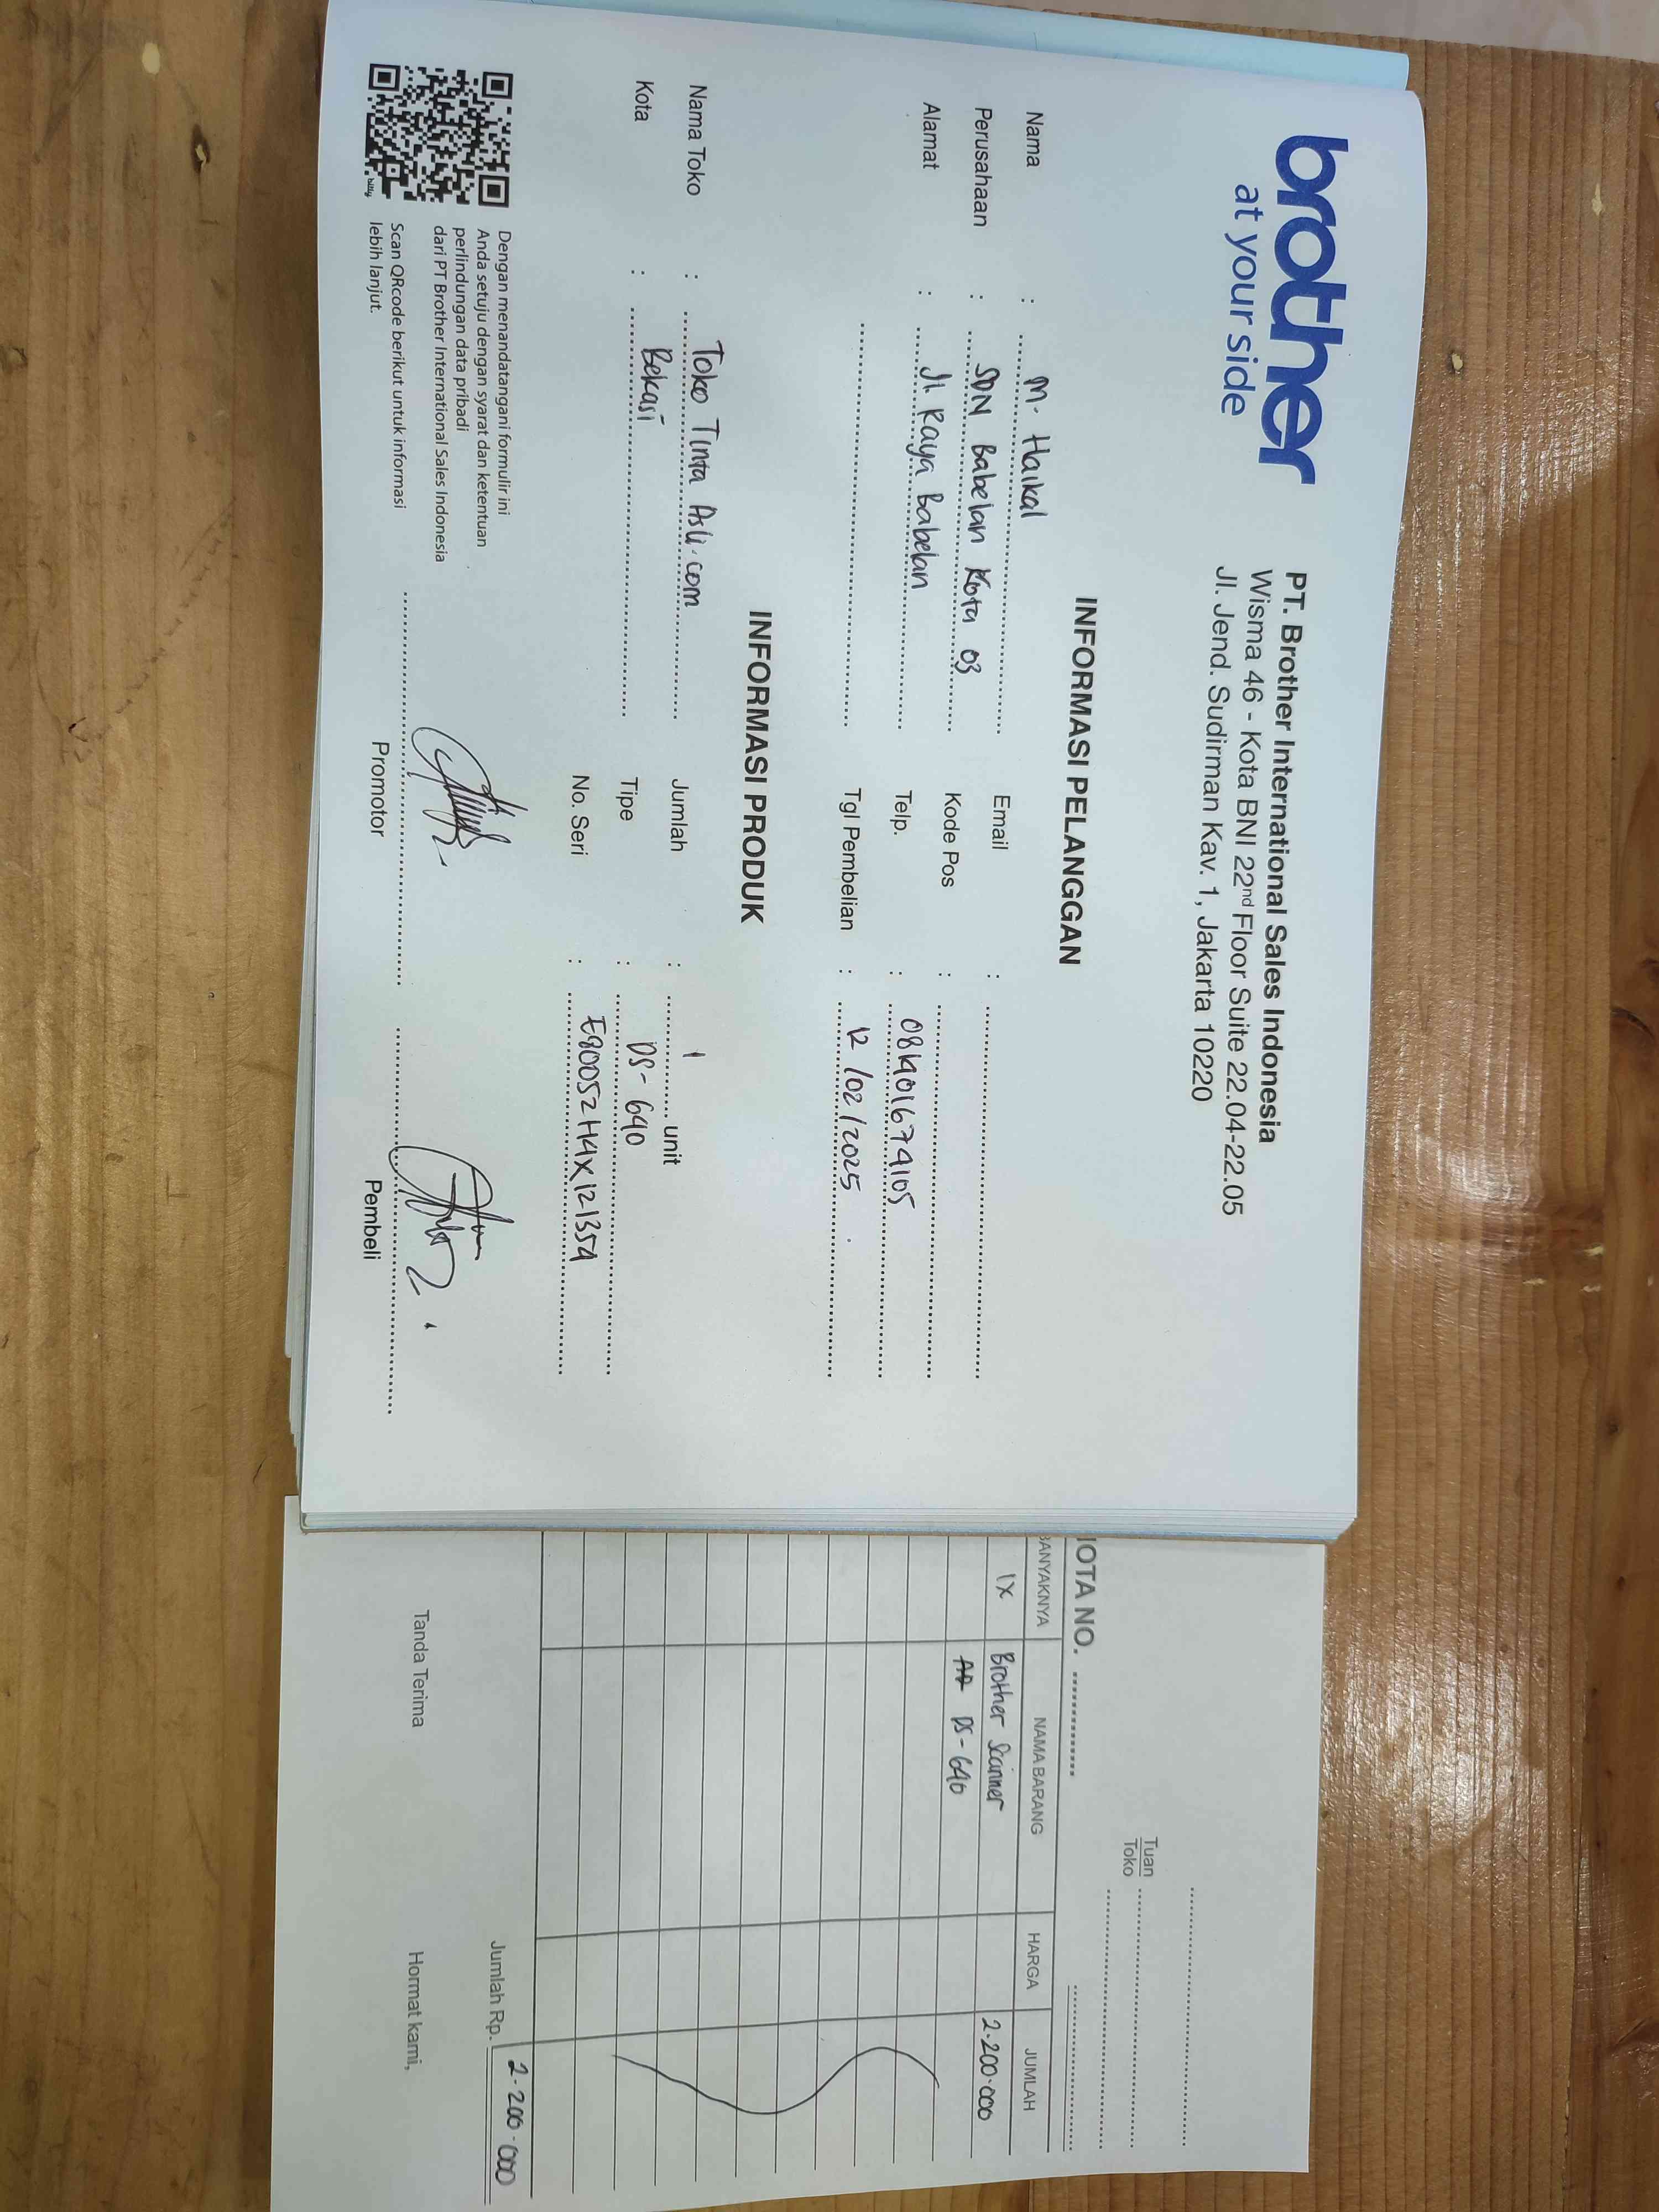 brother
at your side
PT. Brother International Sales Indonesia
Wisma 46 - Kota BNI 22nd Floor Suite 22.04-22.05
Jl. Jend. Sudirman Kav. 1, Jakarta 10220
INFORMASI PELANGGAN
Nama : M. Haikal
Perusahaan : SDN Babelan Kota 03
Alamat : Jl. Raya Babelan
Email :
Kode Pos :
Telp. : 081401674105
Tgl Pembelian : 12/02/2025
INFORMASI PRODUK
Nama Toko : Toko Tinta Asli.com
Kota : Bekasi
Jumlah : 1 unit
Tipe : DS-640
No. Seri : E80052H4X121354
Dengan menandatangani formulir ini
Anda setuju dengan syarat dan ketentuan
perlindungan data pribadi
dari PT Brother International Sales Indonesia
Scan QRcode berikut untuk informasi
lebih lanjut.
Promotor
Pembeli
Tuan
Toko
OTA NO.
BANYAKNYA NAMA BARANG HARGA JUMLAH
1X Brother Scanner 2.200.000
DS-640
Jumlah Rp. 2.200.000
Tanda Terima Hormat kami,